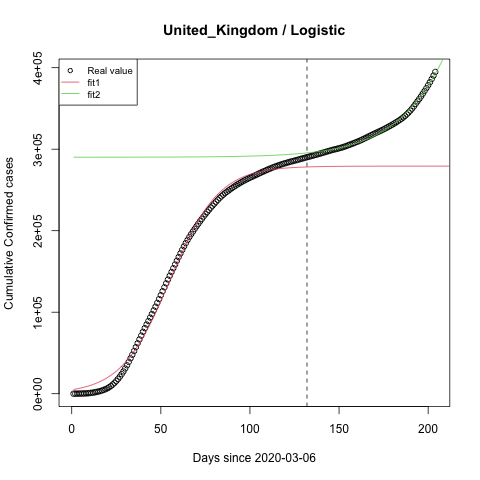 United_Kingdom / Logistic
Real value
fit1
fit2
Cumulative Confirmed cases
4e+05
3e+05
2e+05
1e+05
0e+00
0 50 100 150 200
Days since 2020-03-06